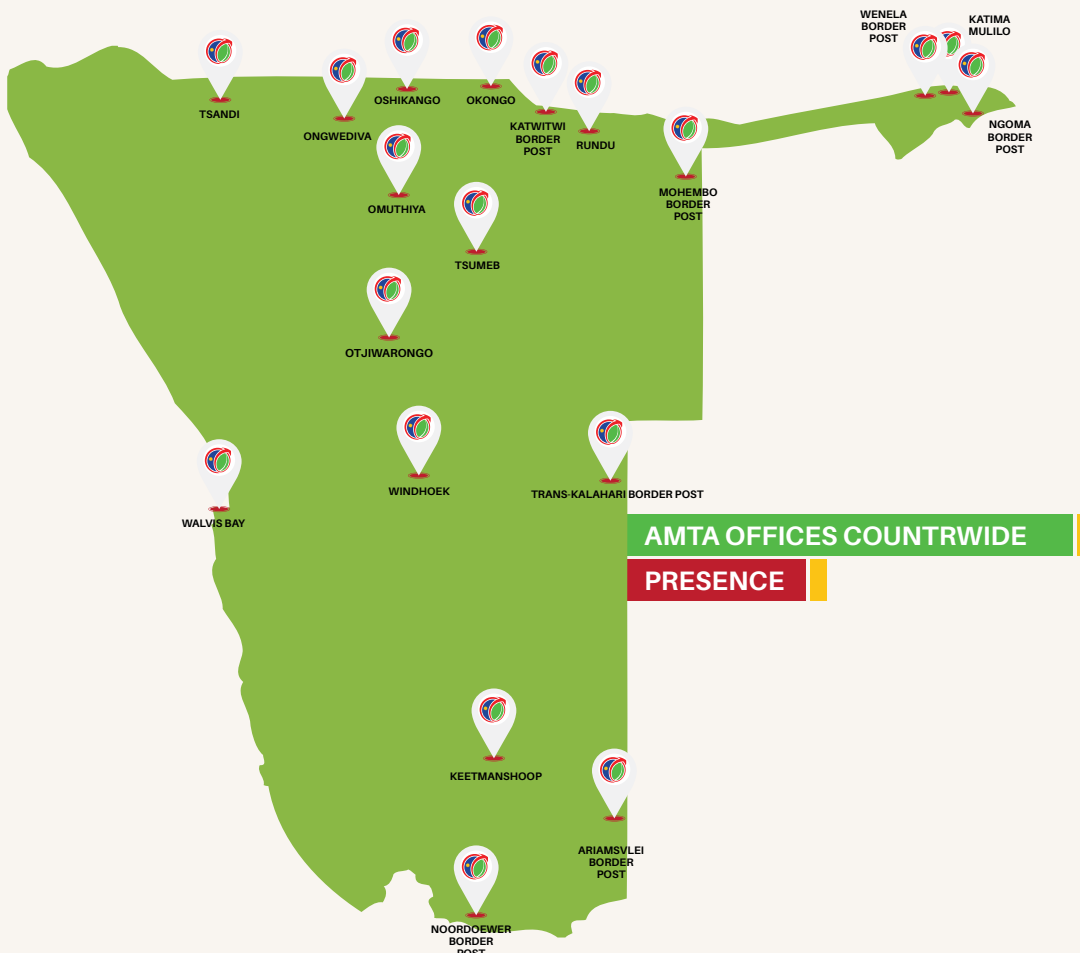 WENELA
BORDER
POST
KATIMA
MULILO
TSANDI
OSHIKANGO
OKONGO
ONGWEDIVA
KATWITWI
BORDER
POST
RUNDU
NGOMA
BORDER
POST
MOHEMBO
BORDER
POST
OMUTHIYA
TSUMEB
OTJIWARONGO
WINDHOEK
TRANS-KALAHARI BORDER POST
WALVIS BAY
AMTA OFFICES COUNTRWIDE
PRESENCE
KEETMANSHOOP
ARIAMSVLEI
BORDER
POST
NOORDOEWER
BORDER
POST